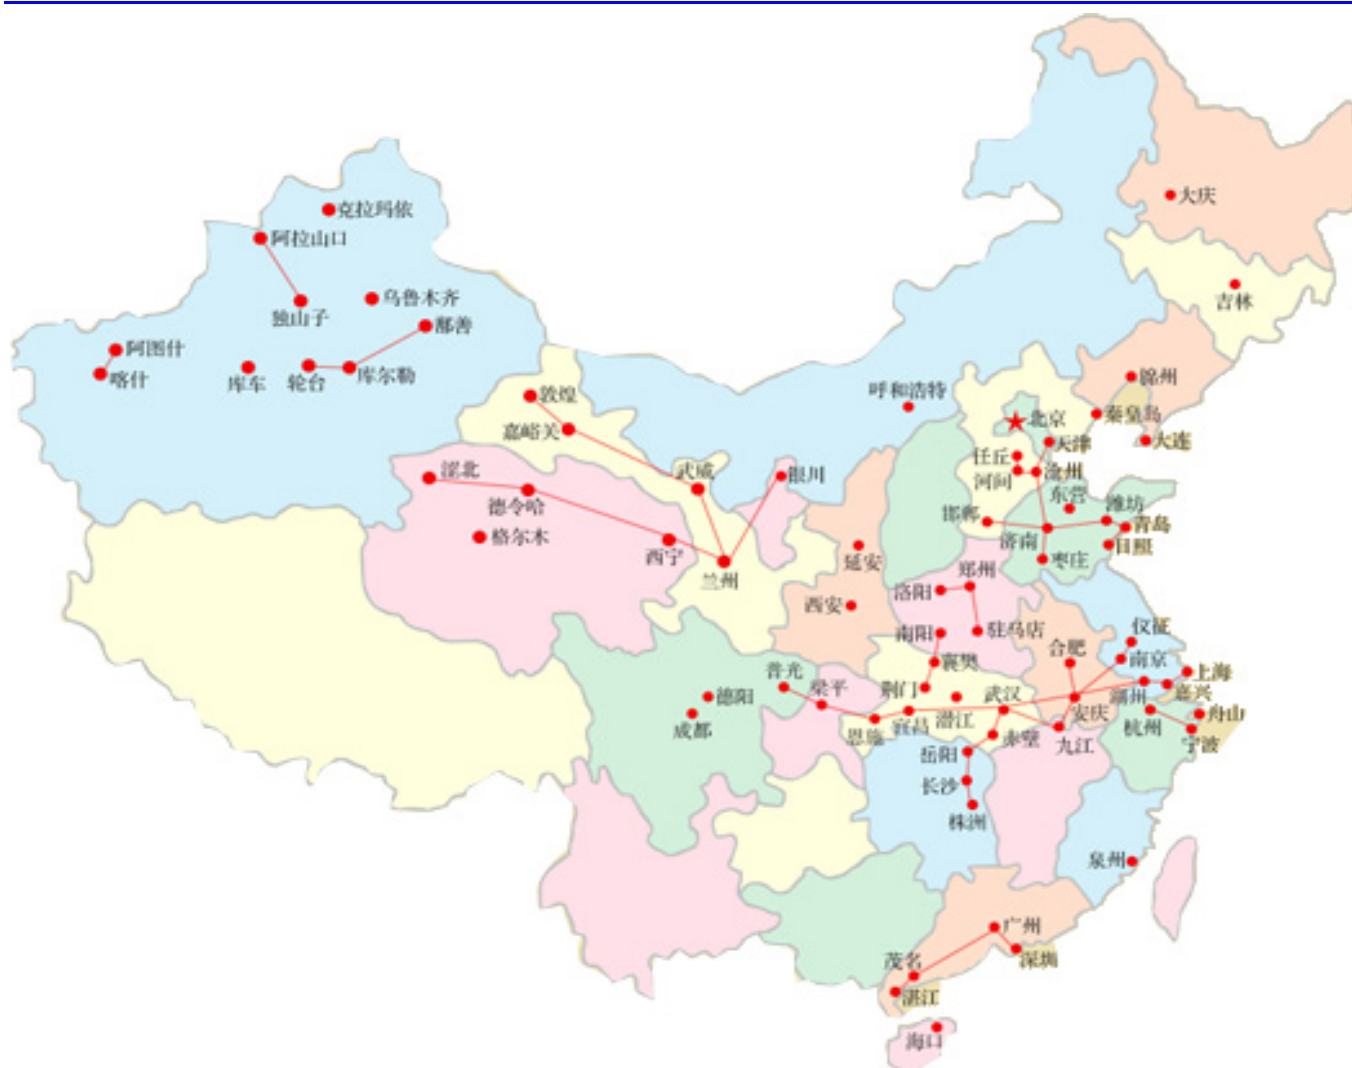 大庆
克拉玛依
阿拉山口
吉林
乌鲁木齐
独山子
鄯善
阿图什
喀什
库车
轮台
库尔勒
锦州
呼和浩特
敦煌
秦皇岛
北京
嘉峪关
大连
天津
任丘
涩北
武威
银川
河间
沧州
东营
德令哈
潍坊
邯郸
青岛
格尔木
济南
日照
西宁
延安
枣庄
兰州
郑州
洛阳
西安
仪征
南阳
驻马店
合肥
南京
襄樊
普光
上海
荆门
梁平
武汉
嘉兴
德阳
湖州
安庆
舟山
成都
潜江
杭州
恩施
宜昌
赤壁
九江
宁波
岳阳
长沙
株洲
泉州
广州
茂名
深圳
湛江
海口